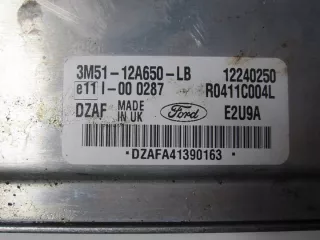 3M51-12A650-LB 12240250
e11 I-00 0287 R0411C004L
DZAF MADE IN UK Ford E2U9A
· DZAFA41390163 ·